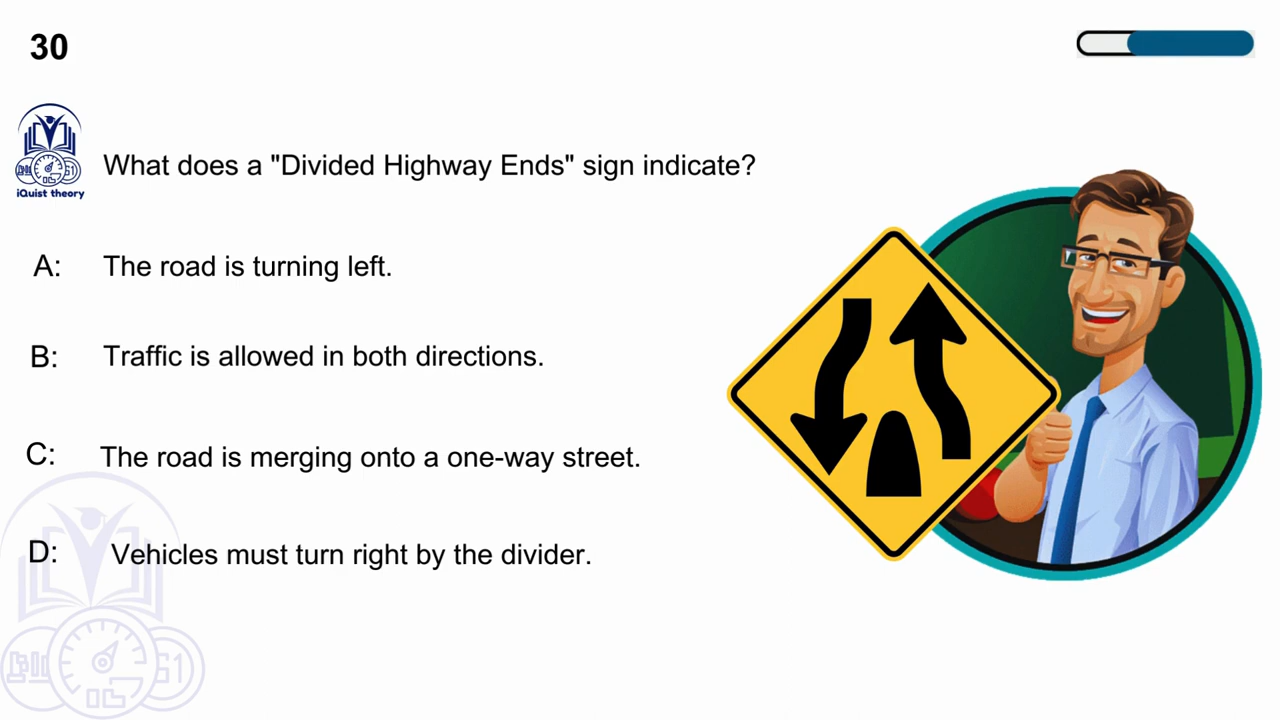 30
iQuist theory
What does a "Divided Highway Ends" sign indicate?
A: The road is turning left.
B: Traffic is allowed in both directions.
C: The road is merging onto a one-way street.
D: Vehicles must turn right by the divider.